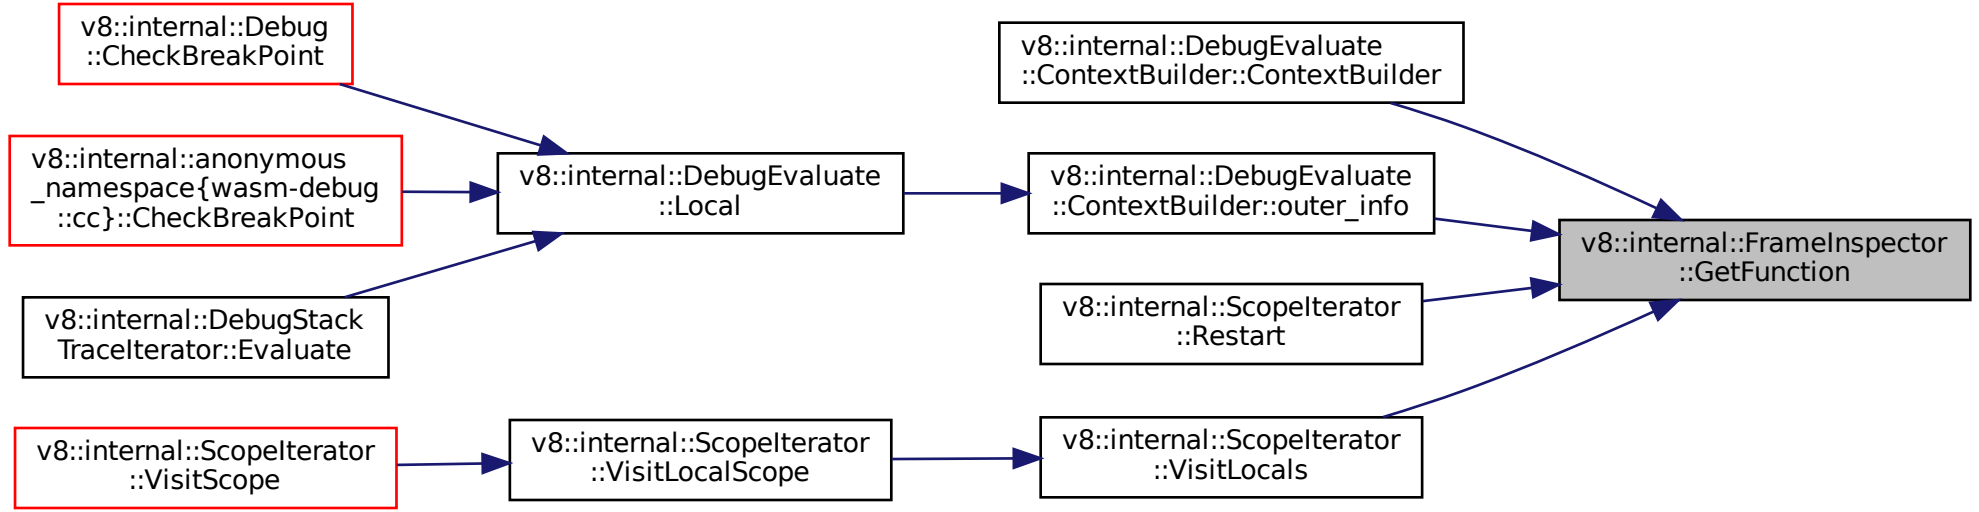 v8::internal::Debug
::CheckBreakPoint
v8::internal::anonymous
_namespace{wasm-debug
::cc}::CheckBreakPoint
v8::internal::DebugStack
TraceIterator::Evaluate
v8::internal::ScopeIterator
::VisitScope
v8::internal::DebugEvaluate
::Local
v8::internal::ScopeIterator
::VisitLocalScope
v8::internal::DebugEvaluate
::ContextBuilder::ContextBuilder
v8::internal::DebugEvaluate
::ContextBuilder::outer_info
v8::internal::ScopeIterator
::Restart
v8::internal::ScopeIterator
::VisitLocals
v8::internal::FrameInspector
::GetFunction